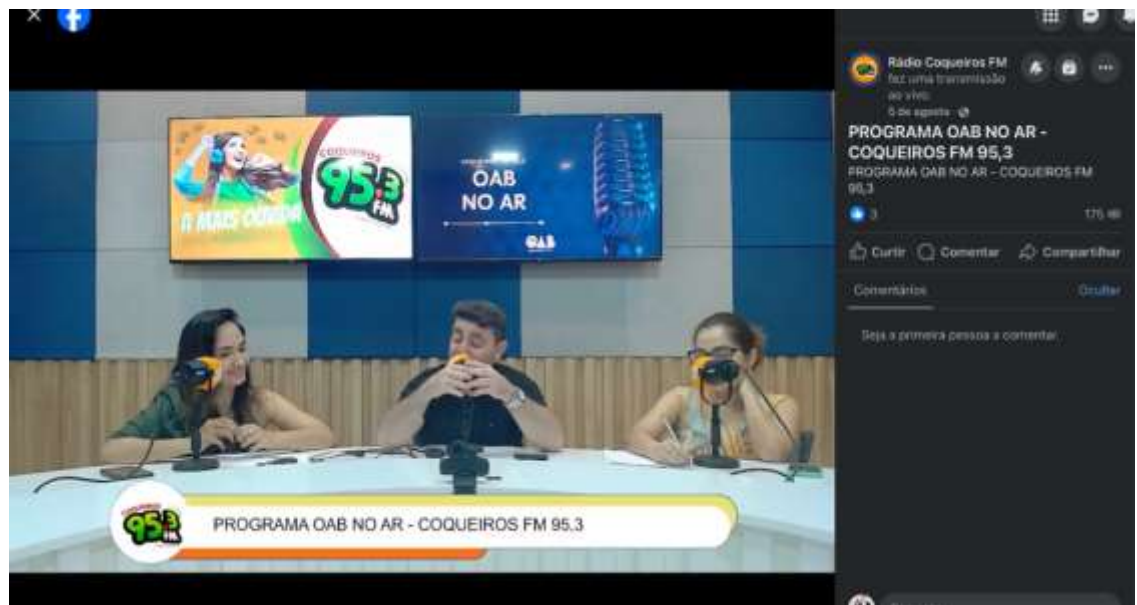 COQUEIROS
95.3
FM
A MAIS OUVIDA
OAB
NO AR
OAB
COQUEIROS
95.3
FM
PROGRAMA OAB NO AR - COQUEIROS FM 95.3
Rádio Coqueiros FM
fez uma transmissão
ao vivo.
5 de agosto
PROGRAMA OAB NO AR -
COQUEIROS FM 95,3
PROGRAMA OAB NO AR - COQUEIROS FM
95,3
3
175
Curtir
Comentar
Compartilhar
Comentários
Ocultar
Seja a primeira pessoa a comentar.